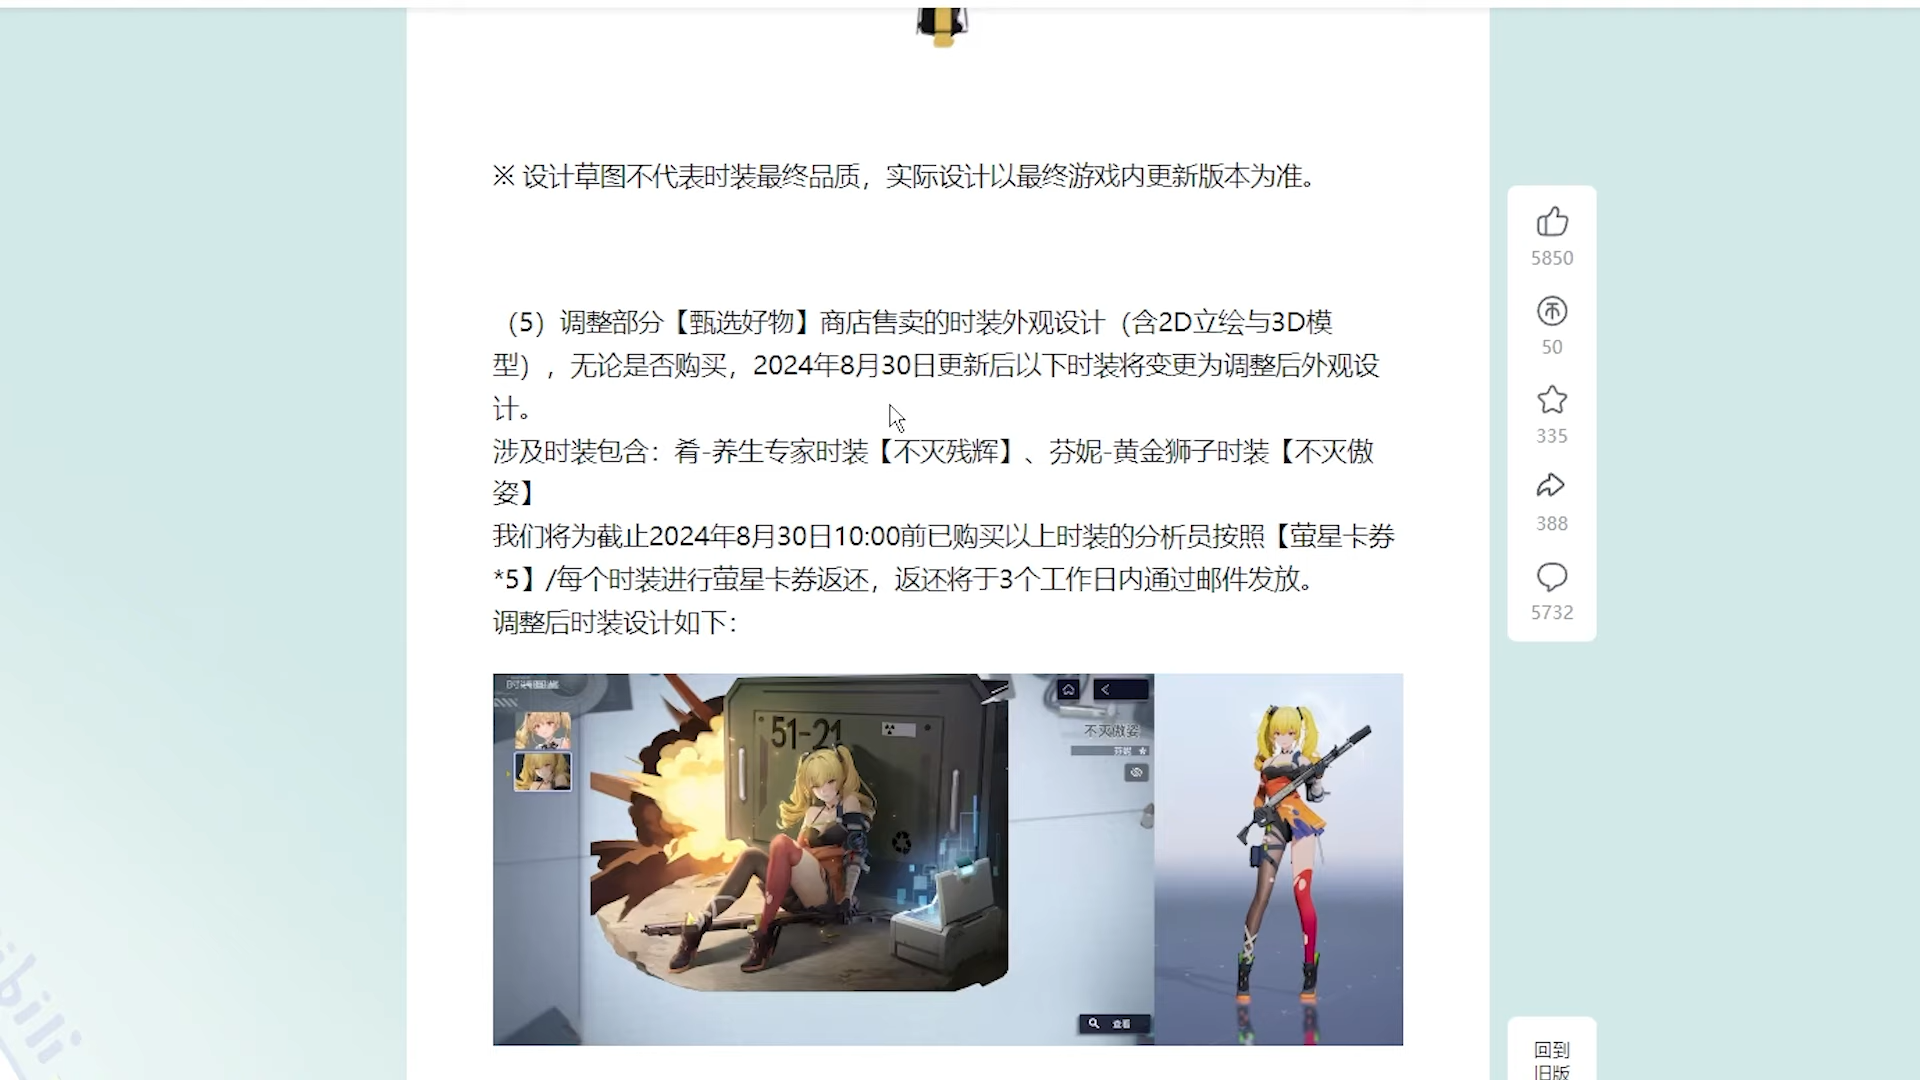 ※ 设计草图不代表时装最终品质，实际设计以最终游戏内更新版本为准。
（5）调整部分【甄选好物】商店售卖的时装外观设计（含2D立绘与3D模
型），无论是否购买，2024年8月30日更新后以下时装将变更为调整后外观设
计。
涉及时装包含：肴-养生专家时装【不灭残辉】、芬妮-黄金狮子时装【不灭傲
姿】
我们将为截止2024年8月30日10:00前已购买以上时装的分析员按照【萤星卡券
*5】/每个时装进行萤星卡券返还，返还将于3个工作日内通过邮件发放。
调整后时装设计如下：
51-21
不灭傲姿
芬妮
查看
5850
50
335
388
5732
回到
旧版
bili